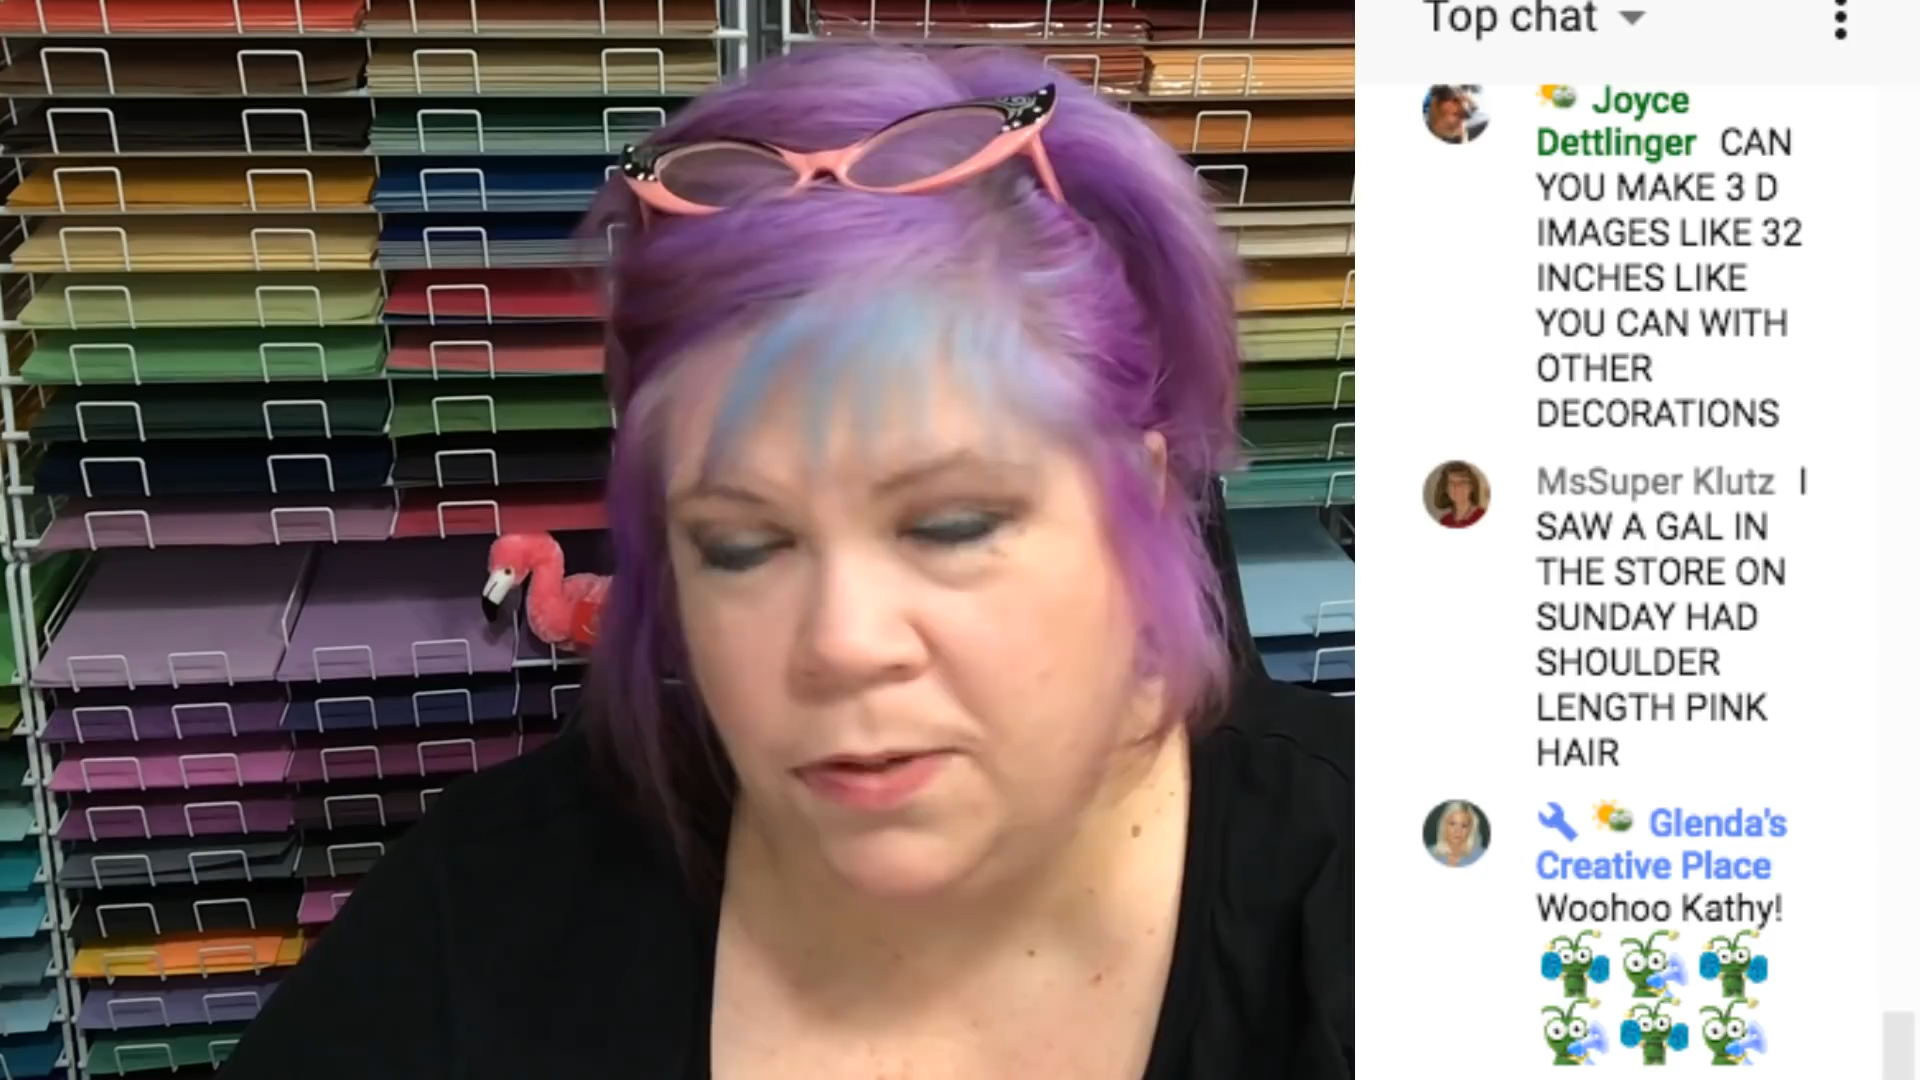 Top chat
Joyce
Dettlinger CAN
YOU MAKE 3 D
IMAGES LIKE 32
INCHES LIKE
YOU CAN WITH
OTHER
DECORATIONS
MsSuper Klutz I
SAW A GAL IN
THE STORE ON
SUNDAY HAD
SHOULDER
LENGTH PINK
HAIR
Glenda's
Creative Place
Woohoo Kathy!